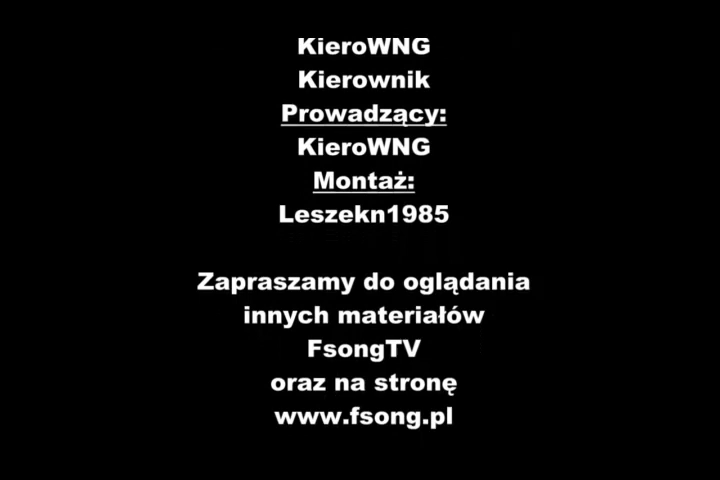 KieroWNG
Kierownik
Prowadzący:
KieroWNG
Montaż:
Leszekn1985
Zapraszamy do oglądania
innych materiałów
FsongTV
oraz na stronę
www.fsong.pl